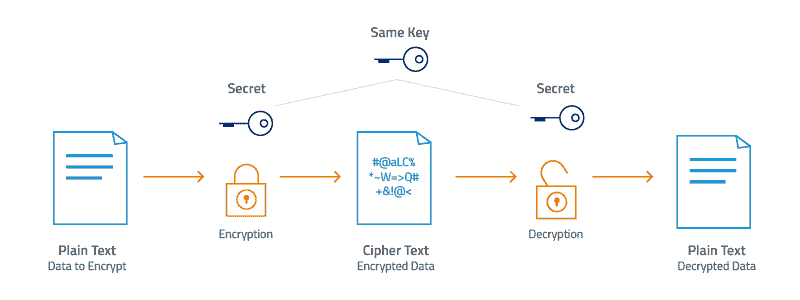 Same Key
Secret
Secret
#@aLC%
*~W=>Q#
+&!@<
Encryption
Decryption
Plain Text
Data to Encrypt
Cipher Text
Encrypted Data
Plain Text
Decrypted Data